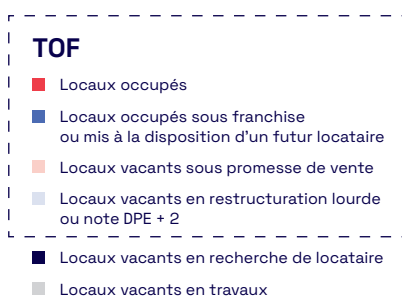 TOF
Locaux occupés
Locaux occupés sous franchise
ou mis à la disposition d'un futur locataire
Locaux vacants sous promesse de vente
Locaux vacants en restructuration lourde
ou note DPE + 2
Locaux vacants en recherche de locataire
Locaux vacants en travaux